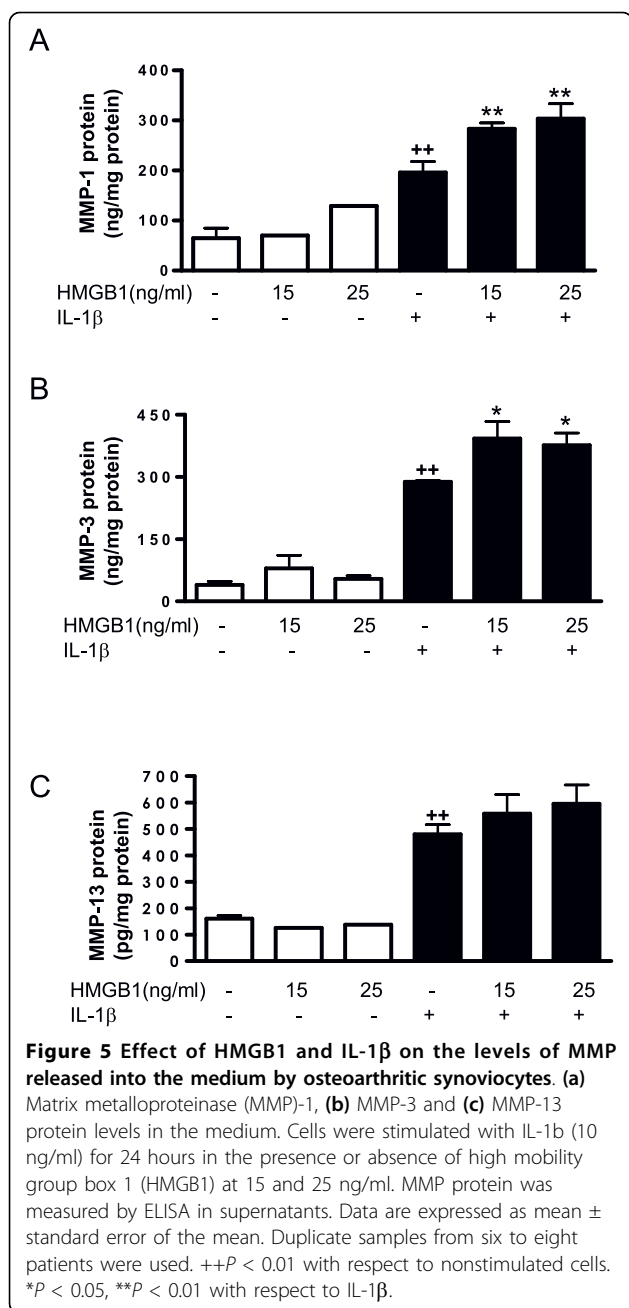 A
MMP-1 protein
(ng/mg protein)
400
300
200
100
0
++
**
**
HMGB1(ng/ml) - 15 25 - 15 25
IL-1β - - - + + +
B
MMP-3 protein
(ng/mg protein)
450
300
150
0
++
*
*
HMGB1(ng/ml) - 15 25 - 15 25
IL-1β - - - + + +
C
MMP-13 protein
(pg/mg protein)
700
600
500
400
300
200
100
0
++
HMGB1(ng/ml) - 15 25 - 15 25
IL-1β - - - + + +
Figure 5 Effect of HMGB1 and IL-1β on the levels of MMP
released into the medium by osteoarthritic synoviocytes. (a)
Matrix metalloproteinase (MMP)-1, (b) MMP-3 and (c) MMP-13
protein levels in the medium. Cells were stimulated with IL-1b (10
ng/ml) for 24 hours in the presence or absence of high mobility
group box 1 (HMGB1) at 15 and 25 ng/ml. MMP protein was
measured by ELISA in supernatants. Data are expressed as mean ±
standard error of the mean. Duplicate samples from six to eight
patients were used. ++P < 0.01 with respect to nonstimulated cells.
*P < 0.05, **P < 0.01 with respect to IL-1β.